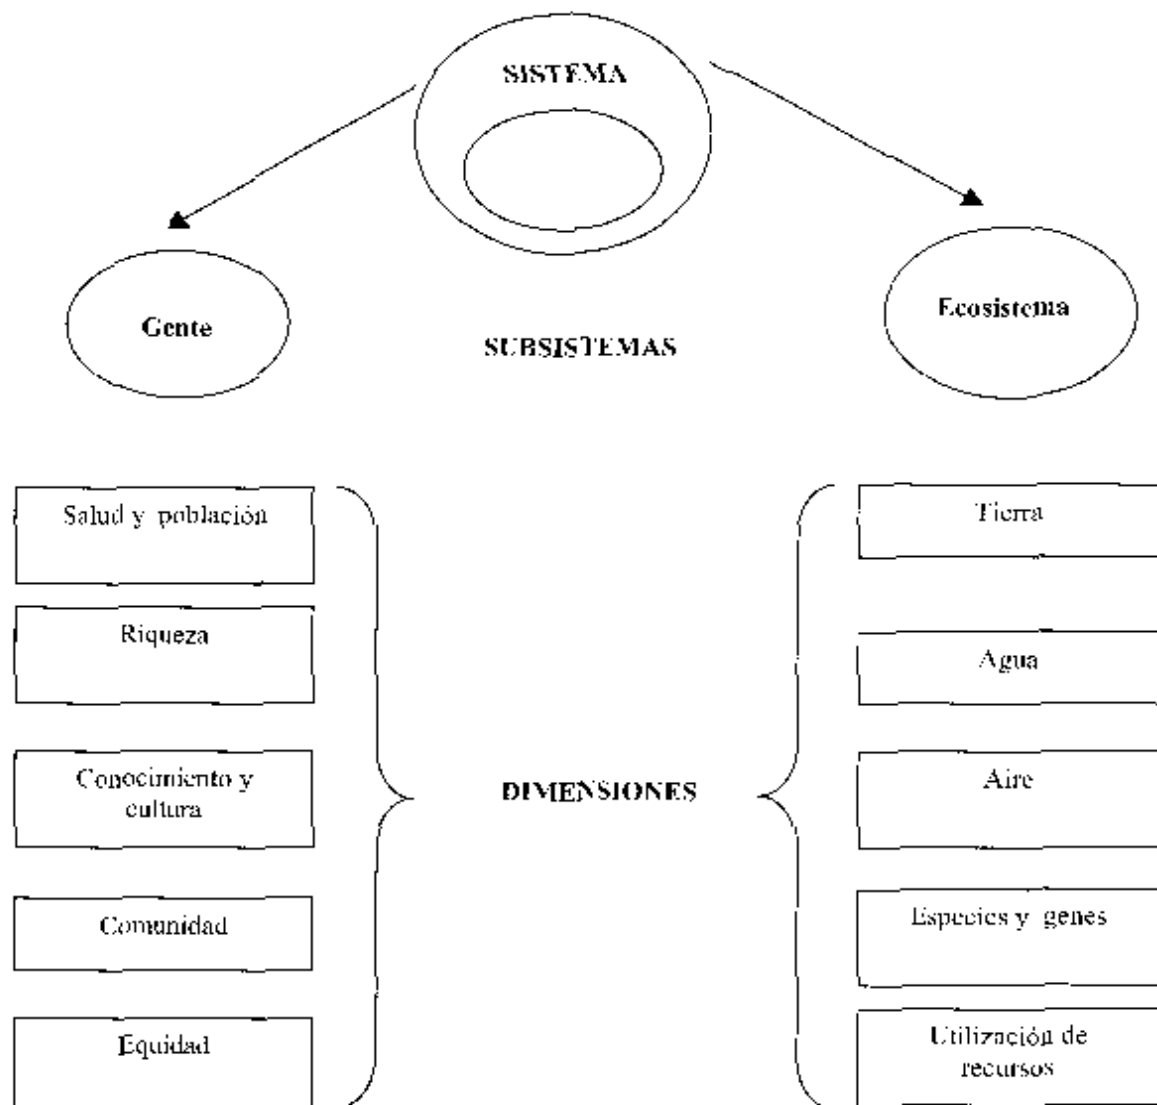 SISTEMA
Gente
Ecosistema
SUBSISTEMAS
Salud y población
Riqueza
Conocimiento y
cultura
Comunidad
Equidad
DIMENSIONES
Tierra
Agua
Aire
Especies y genes
Utilización de
recursos